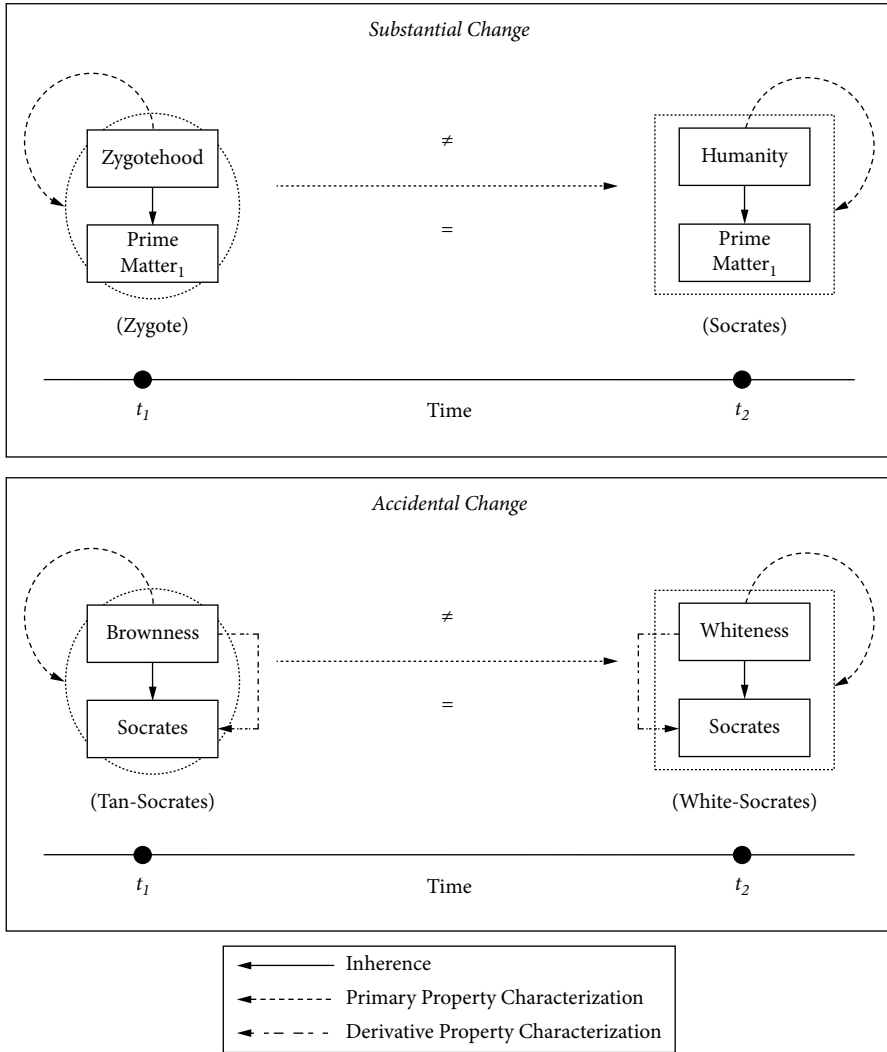 Substantial Change
≠
Zygotehood
Humanity
=
Prime
Matter₁
Prime
Matter₁
(Zygote)
(Socrates)
t₁
Time
t₂
Accidental Change
≠
Brownness
Whiteness
=
Socrates
Socrates
(Tan-Socrates)
(White-Socrates)
t₁
Time
t₂
Inherence
Primary Property Characterization
Derivative Property Characterization